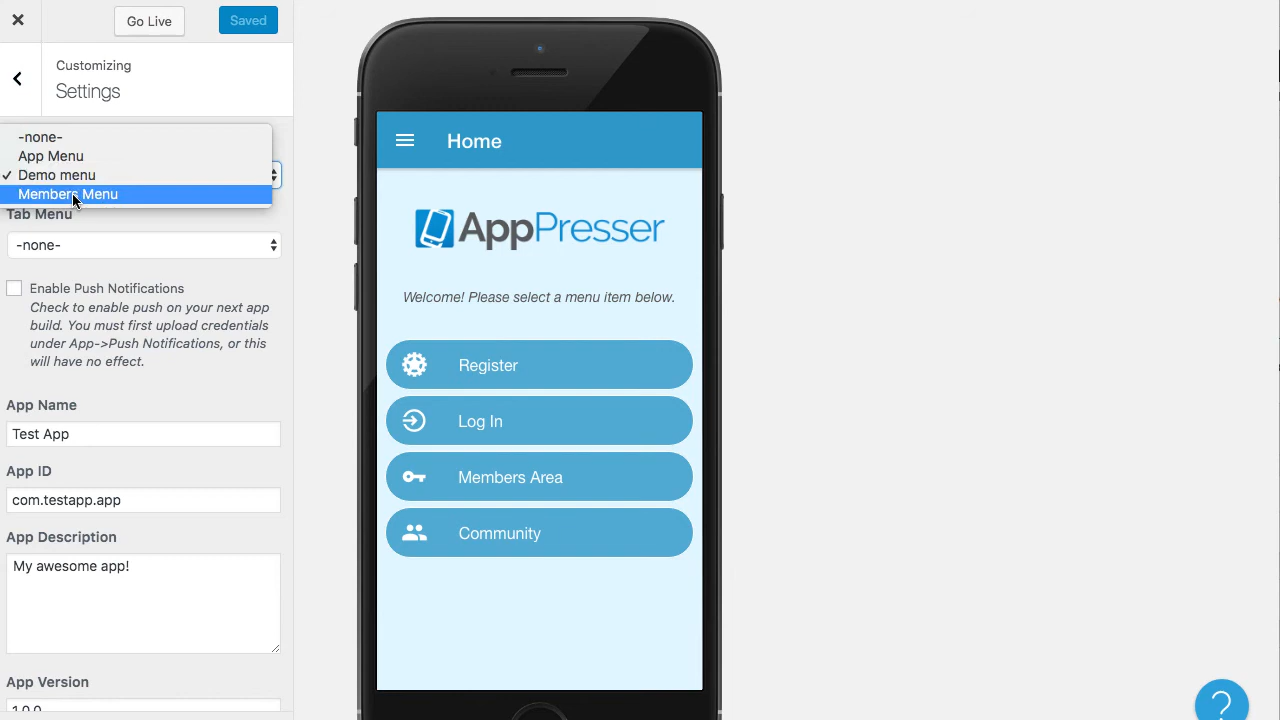 Go Live
Saved
Customizing
Settings
-none-
App Menu
✓ Demo menu
Members Menu
Tab Menu
-none-
Enable Push Notifications
Check to enable push on your next app
build. You must first upload credentials
under App->Push Notifications, or this
will have no effect.
App Name
Test App
App ID
com.testapp.app
App Description
My awesome app!
App Version
1.0.0
Home
AppPresser
Welcome! Please select a menu item below.
Register
Log In
Members Area
Community
?